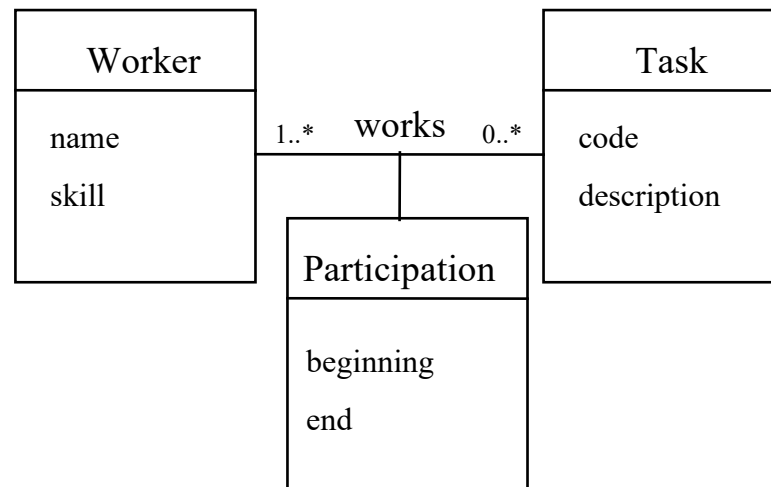 Worker
name
skill
1..*
works
0..*
Task
code
description
Participation
beginning
end